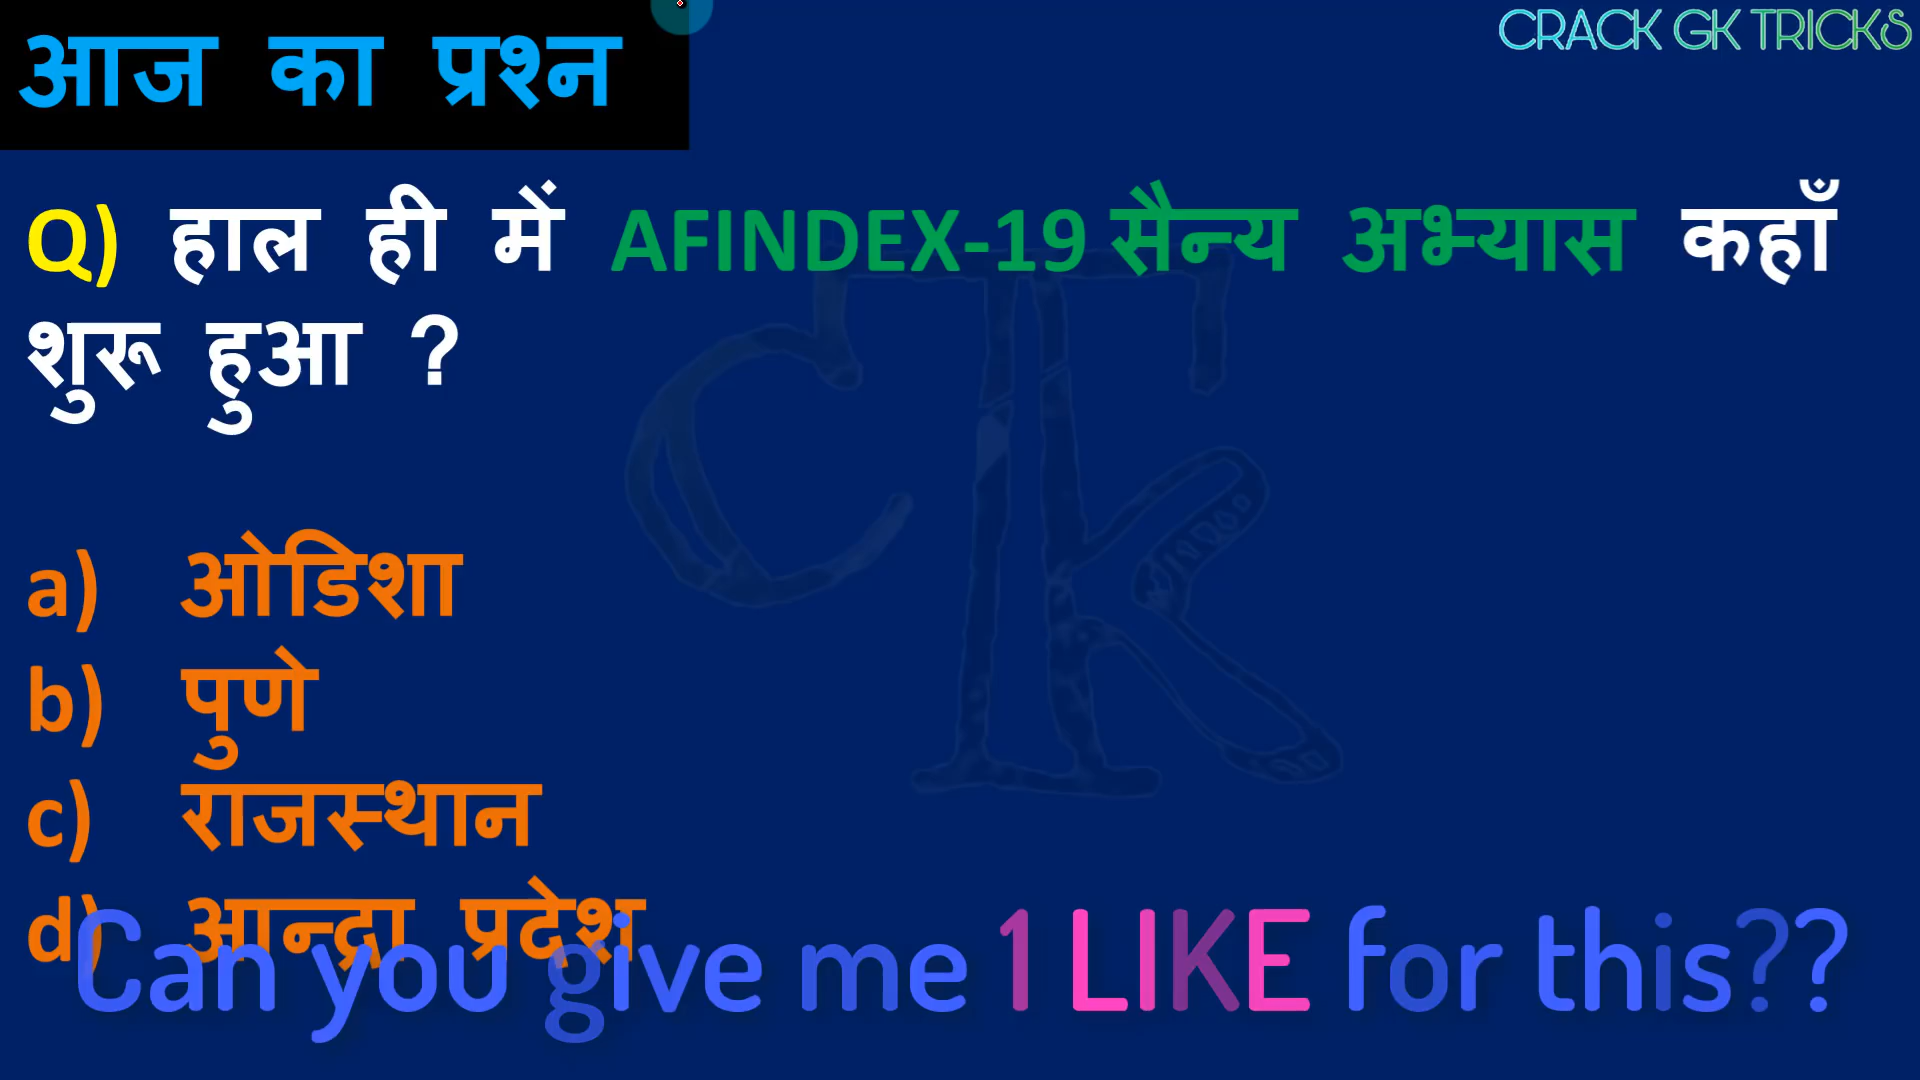 आज का प्रश्न
CRACK GK TRICKS
Q) हाल ही में AFINDEX-19 सैन्य अभ्यास कहाँ
शुरू हुआ ?
a) ओडिशा
b) पुणे
c) राजस्थान
d) आन्द्रा प्रदेश
Can you give me 1 LIKE for this??
CTK